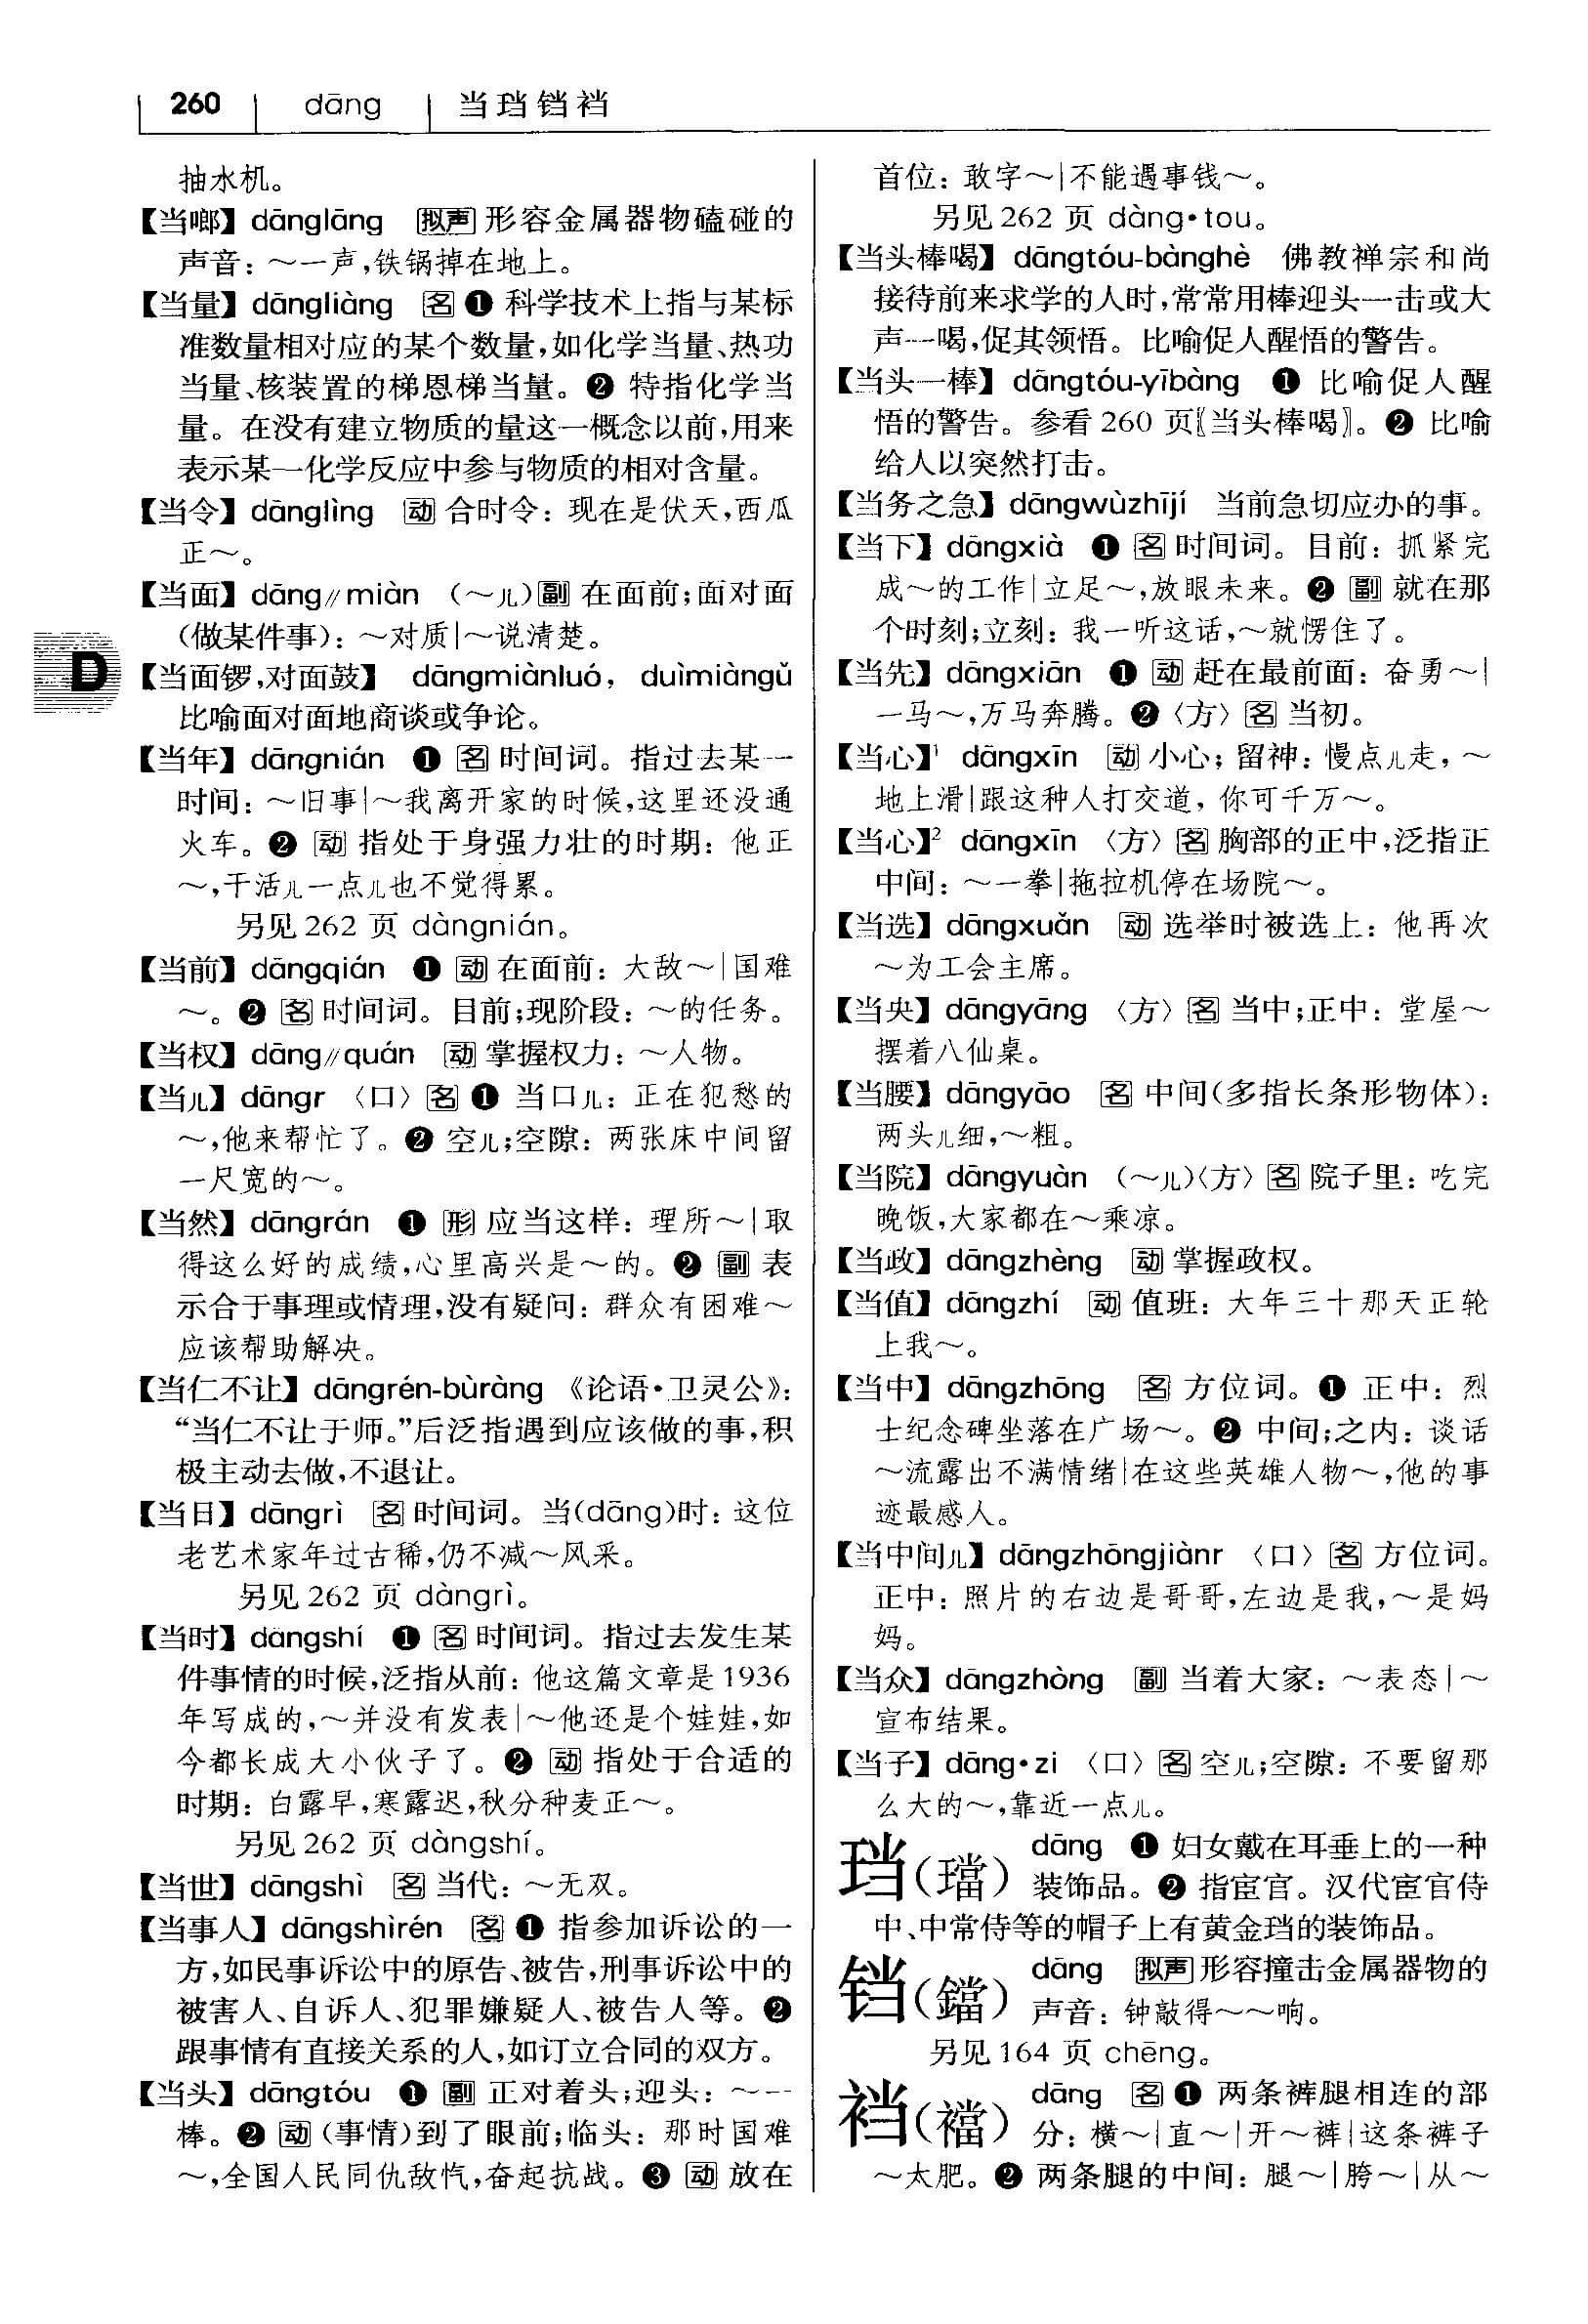 260 dāng 当珰铛裆
抽水机。
【当啷】 dānglāng 拟声 形容金属器物磕碰的
声音：～一声,铁锅掉在地上。
【当量】 dāngliàng 名 ❶ 科学技术上指与某标
准数量相对应的某个数量,如化学当量、热功
当量、核装置的梯恩梯当量。❷ 特指化学当
量。在没有建立物质的量这一概念以前,用来
表示某一化学反应中参与物质的相对含量。
【当令】 dānglìng 动 合时令：现在是伏天,西瓜
正～。
【当面】 dāng//miàn （～儿）副 在面前;面对面
（做某件事）：～对质|～说清楚。
D
【当面锣,对面鼓】 dāngmiànluó，duìmiàngǔ
比喻面对面地商谈或争论。
【当年】 dāngnián ❶ 名 时间词。指过去某一
时间：～旧事|～我离开家的时候,这里还没通
火车。❷ 动 指处于身强力壮的时期：他正
～,干活儿一点儿也不觉得累。
另见 262 页 dàngnián。
【当前】 dāngqián ❶ 动 在面前：大敌～|国难
～。❷ 名 时间词。目前;现阶段：～的任务。
【当权】 dāng//quán 动 掌握权力：～人物。
【当儿】 dāngr 〈口〉名 ❶ 当口儿：正在犯愁的
～,他来帮忙了。❷ 空儿;空隙：两张床中间留
一尺宽的～。
【当然】 dāngrán ❶ 形 应当这样：理所～|取
得这么好的成绩,心里高兴是～的。❷ 副 表
示合于事理或情理,没有疑问：群众有困难～
应该帮助解决。
【当仁不让】 dāngrén-bùràng 《论语·卫灵公》：
“当仁不让于师。”后泛指遇到应该做的事,积
极主动去做,不退让。
【当日】 dāngrì 名 时间词。当(dāng)时：这位
老艺术家年过古稀,仍不减～风采。
另见 262 页 dàngrì。
【当时】 dāngshí ❶ 名 时间词。指过去发生某
件事情的时候,泛指从前：他这篇文章是 1936
年写成的,～并没有发表|～他还是个娃娃,如
今都长成大小伙子了。❷ 动 指处于合适的
时期：白露早,寒露迟,秋分种麦正～。
另见 262 页 dàngshí。
【当世】 dāngshì 名 当代：～无双。
【当事人】 dāngshìrén 名 ❶ 指参加诉讼的一
方,如民事诉讼中的原告、被告,刑事诉讼中的
被害人、自诉人、犯罪嫌疑人、被告人等。❷
跟事情有直接关系的人,如订立合同的双方。
【当头】 dāngtóu ❶ 副 正对着头;迎头：～一
棒。❷ 动 （事情）到了眼前;临头：那时国难
～,全国人民同仇敌忾,奋起抗战。❸ 动 放在
首位：敢字～|不能遇事钱～。
另见 262 页 dàng·tou。
【当头棒喝】 dāngtóu-bànghè 佛教禅宗和尚
接待前来求学的人时,常常用棒迎头一击或大
声一喝,促其领悟。比喻促人醒悟的警告。
【当头一棒】 dāngtóu-yībàng ❶ 比喻促人醒
悟的警告。参看 260 页〖当头棒喝〗。❷ 比喻
给人以突然打击。
【当务之急】 dāngwùzhījí 当前急切应办的事。
【当下】 dāngxià ❶ 名 时间词。目前：抓紧完
成～的工作|立足～,放眼未来。❷ 副 就在那
个时刻;立刻：我一听这话,～就愣住了。
【当先】 dāngxiān ❶ 动 赶在最前面：奋勇～|
一马～,万马奔腾。❷〈方〉名 当初。
【当心】¹ dāngxīn 动 小心；留神：慢点儿走，～
地上滑|跟这种人打交道，你可千万～。
【当心】² dāngxīn 〈方〉名 胸部的正中,泛指正
中间：～一拳|拖拉机停在场院～。
【当选】 dāngxuǎn 动 选举时被选上：他再次
～为工会主席。
【当央】 dāngyāng 〈方〉名 当中;正中：堂屋～
摆着八仙桌。
【当腰】 dāngyāo 名 中间（多指长条形物体）：
两头儿细,～粗。
【当院】 dāngyuàn （～儿）〈方〉名 院子里：吃完
晚饭,大家都在～乘凉。
【当政】 dāngzhèng 动 掌握政权。
【当值】 dāngzhí 动 值班：大年三十那天正轮
上我～。
【当中】 dāngzhōng 名 方位词。❶ 正中：烈
士纪念碑坐落在广场～。❷ 中间;之内：谈话
～流露出不满情绪|在这些英雄人物～,他的事
迹最感人。
【当中间儿】 dāngzhōngjiànr 〈口〉名 方位词。
正中：照片的右边是哥哥,左边是我,～是妈
妈。
【当众】 dāngzhòng 副 当着大家：～表态|～
宣布结果。
【当子】 dāng·zi 〈口〉名 空儿;空隙：不要留那
么大的～,靠近一点儿。
珰（璫） dāng ❶ 妇女戴在耳垂上的一种
装饰品。❷ 指宦官。汉代宦官侍
中、中常侍等的帽子上有黄金珰的装饰品。
铛（鐺） dāng 拟声 形容撞击金属器物的
声音：钟敲得～～响。
另见 164 页 chēng。
裆（襠） dāng 名 ❶ 两条裤腿相连的部
分：横～|直～|开～裤|这条裤子
～太肥。❷ 两条腿的中间：腿～|胯～|从～